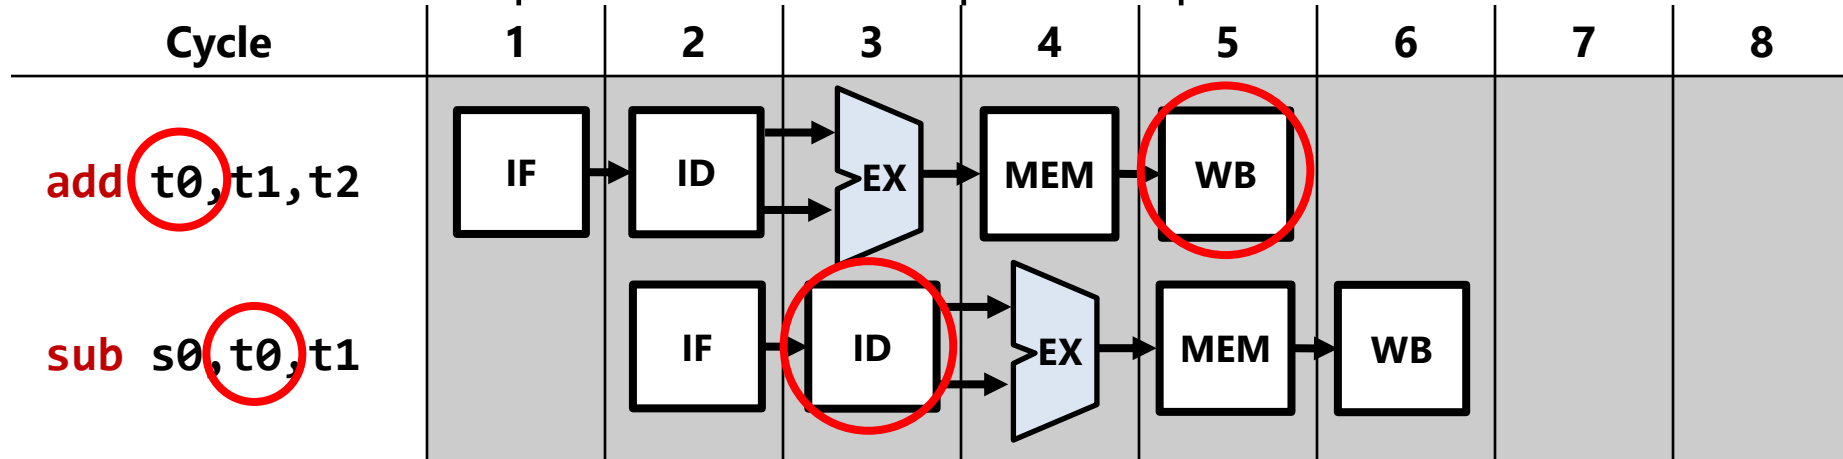 Cycle 1 2 3 4 5 6 7 8
add t0,t1,t2 IF ID EX MEM WB
sub s0,t0,t1 IF ID EX MEM WB